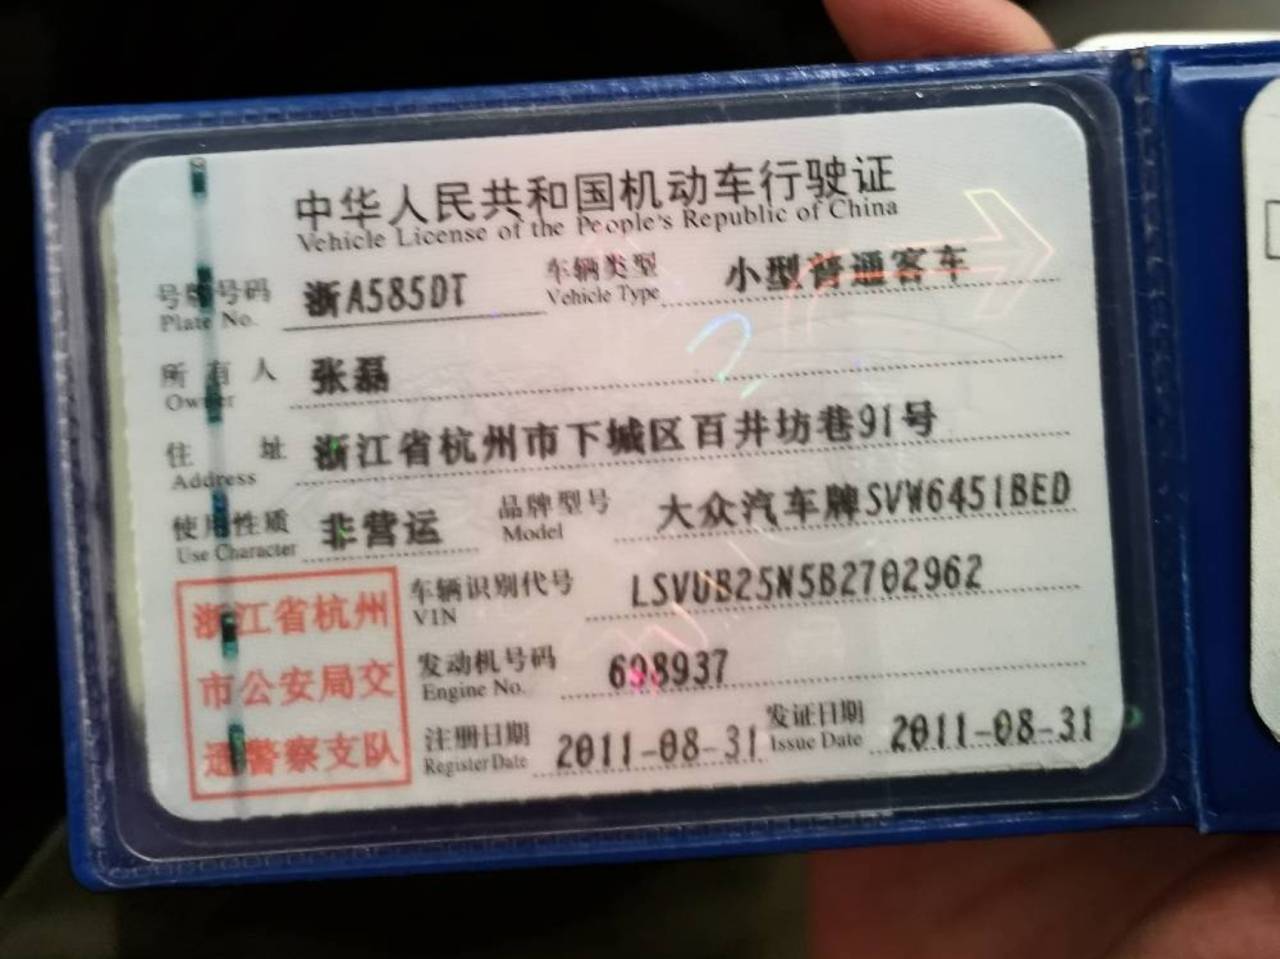 中华人民共和国机动车行驶证
Vehicle License of the People's Republic of China
号牌号码 浙A585DT 车辆类型 小型普通客车
Plate No. Vehicle Type
所有人 张磊
Owner
住址 浙江省杭州市下城区百井坊巷91号
Address
使用性质 非营运 品牌型号 大众汽车牌SVW6451BED
Use Character Model
车辆识别代号 LSVUB25N5B2702962
VIN
发动机号码 698937
Engine No.
注册日期 2011-08-31 发证日期 2011-08-31
Register Date Issue Date
浙江省杭州
市公安局交
通警察支队